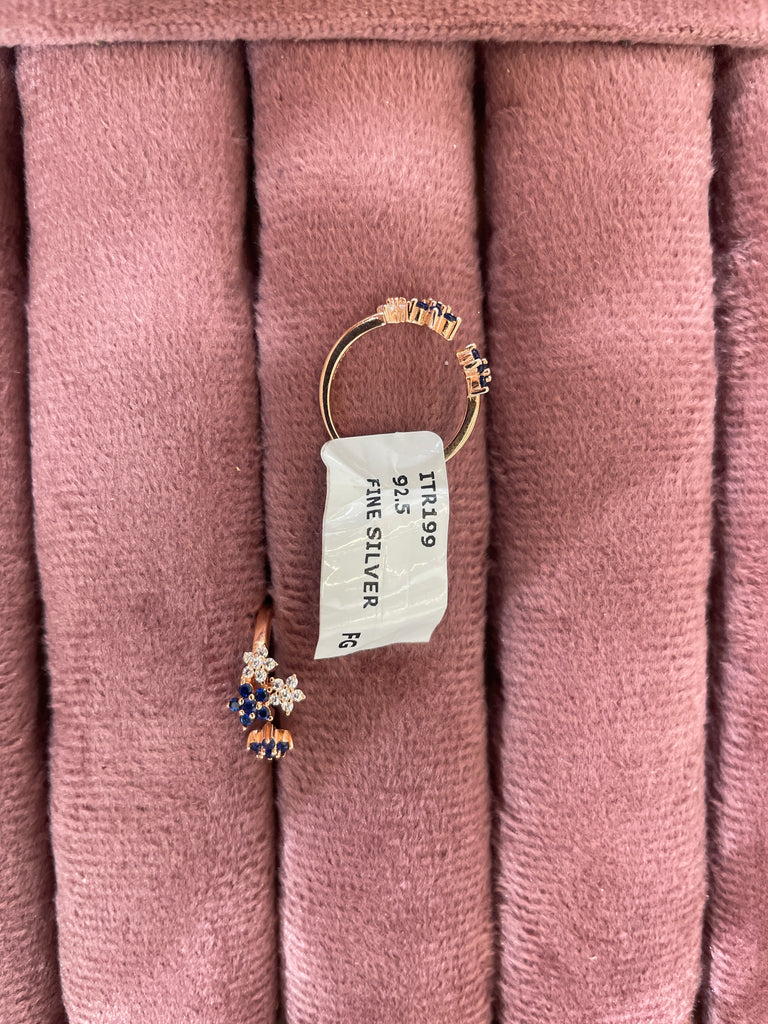 ITR199
92.5
FINE SILVER
FG